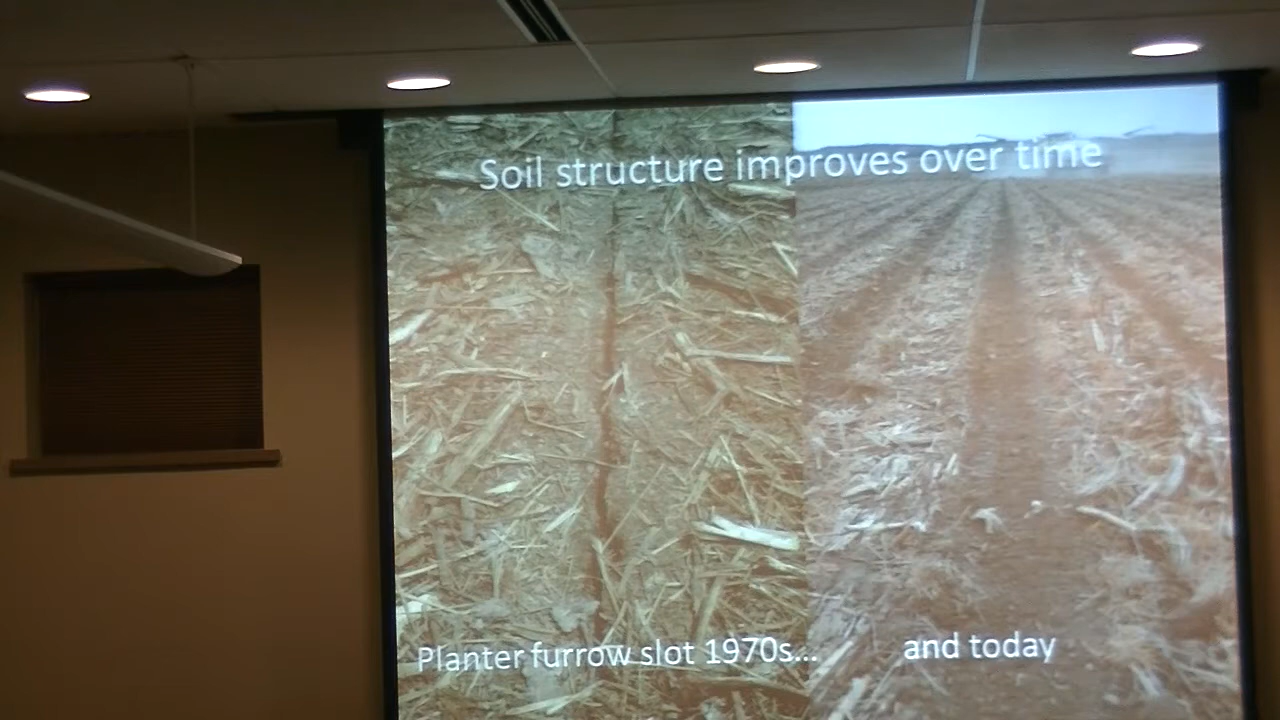 Soil structure improves over time
Planter furrow slot 1970s... and today